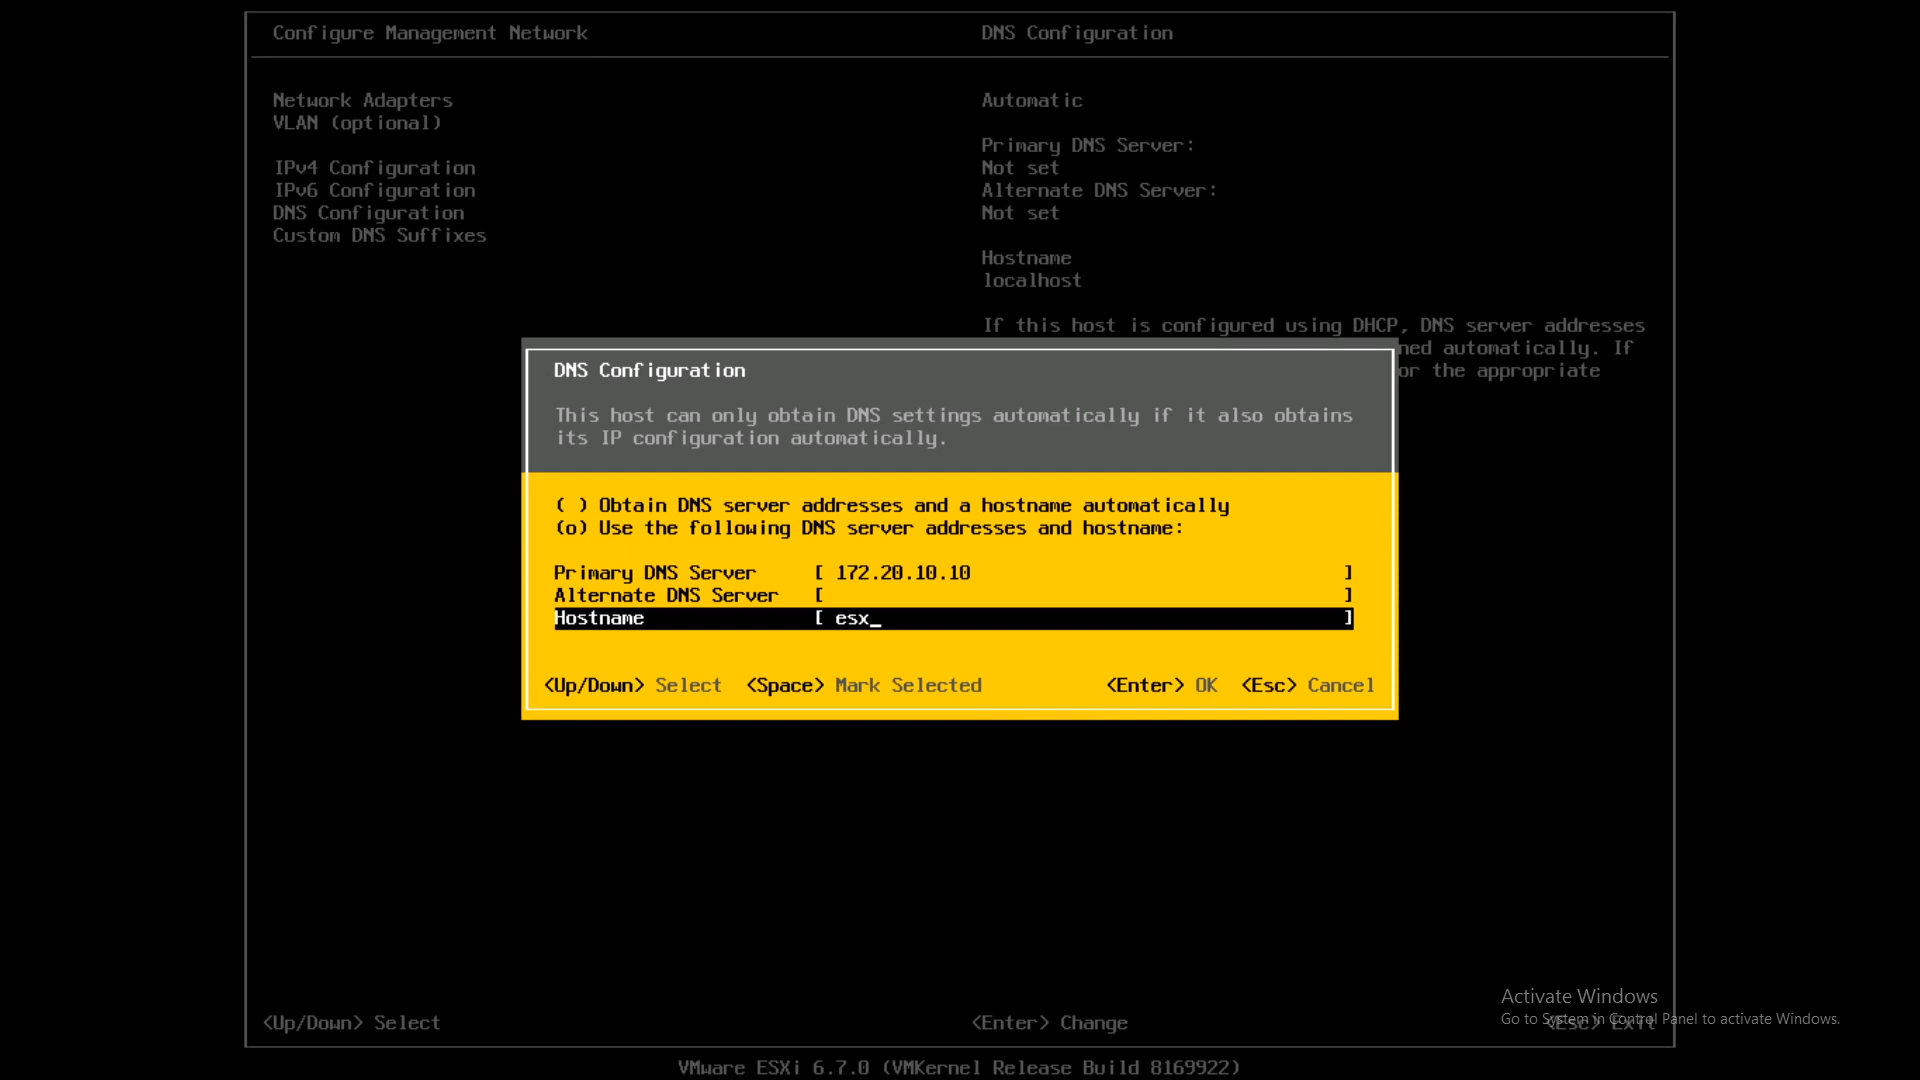 Configure Management Network
DNS Configuration
Network Adapters
VLAN (optional)
IPv4 Configuration
IPv6 Configuration
DNS Configuration
Custom DNS Suffixes
Automatic
Primary DNS Server:
Not set
Alternate DNS Server:
Not set
Hostname
localhost
If this host is configured using DHCP, DNS server addresses
ned automatically. If
or the appropriate
DNS Configuration
This host can only obtain DNS settings automatically if it also obtains
its IP configuration automatically.
( ) Obtain DNS server addresses and a hostname automatically
(o) Use the following DNS server addresses and hostname:
Primary DNS Server [ 172.20.10.10 ]
Alternate DNS Server [ ]
Hostname [ esx_ ]
<Up/Down> Select <Space> Mark Selected <Enter> OK <Esc> Cancel
Activate Windows
Go to System in Control Panel to activate Windows.
<Up/Down> Select <Enter> Change <Esc> Exit
VMware ESXi 6.7.0 (VMKernel Release Build 8169922)